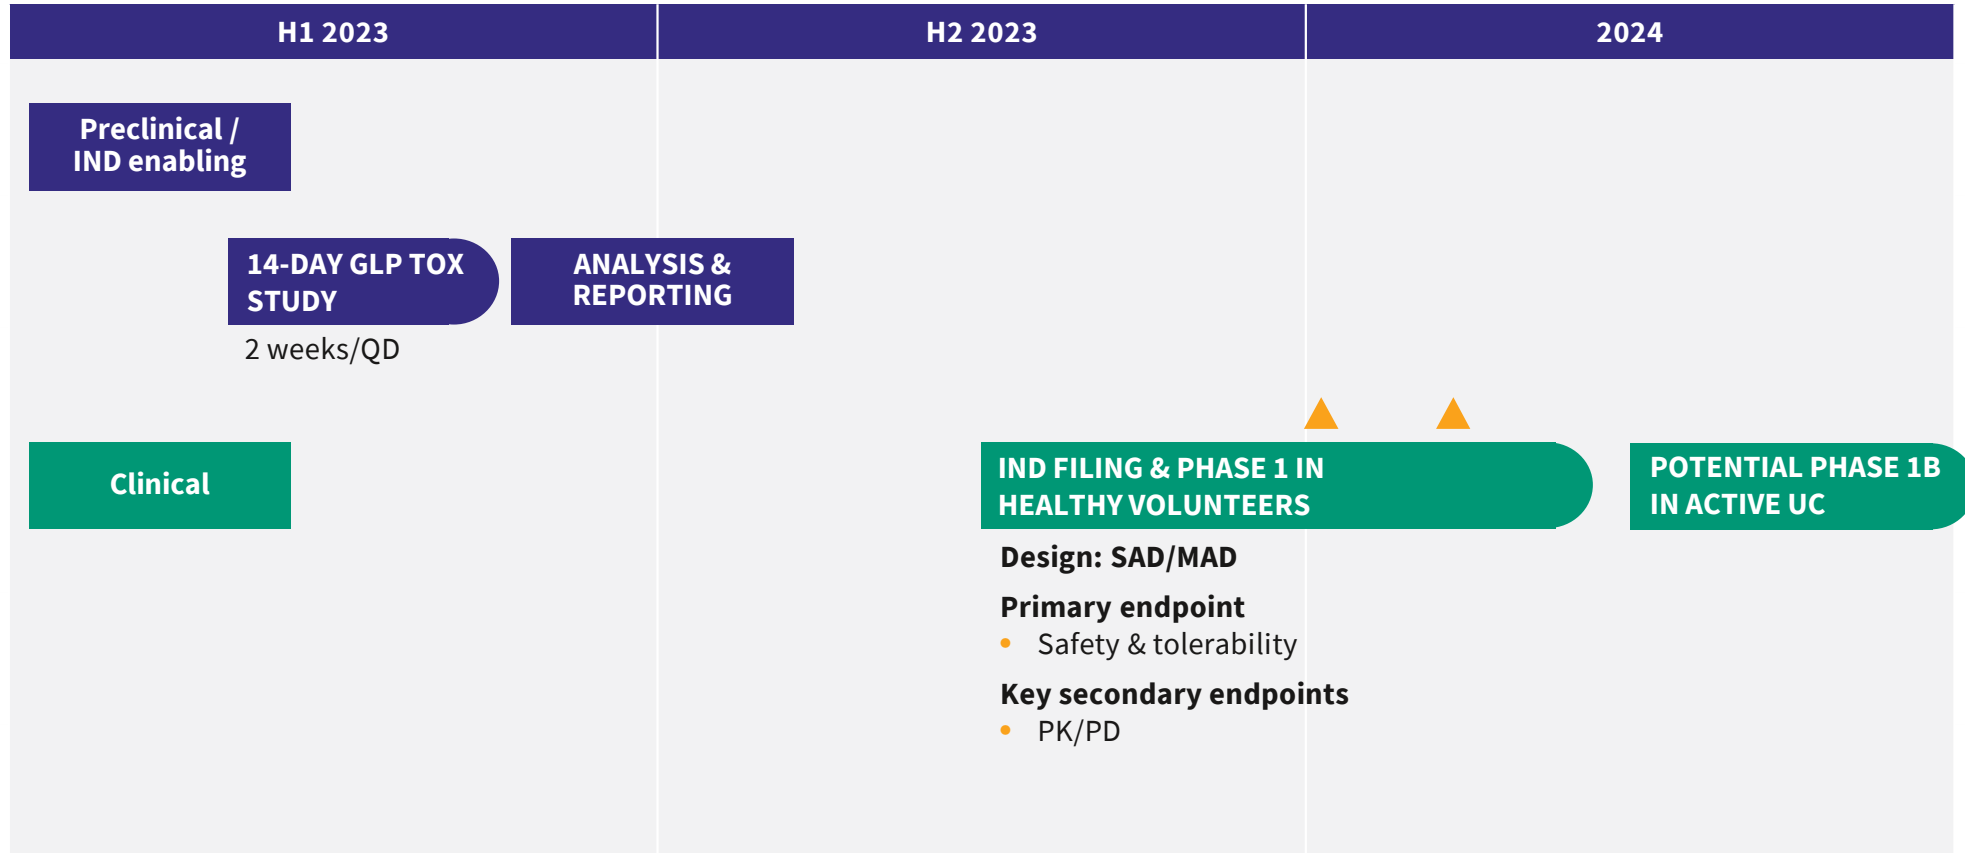 H1 2023
H2 2023
2024
Preclinical /
IND enabling
14-DAY GLP TOX
STUDY
ANALYSIS &
REPORTING
2 weeks/QD
Clinical
IND FILING & PHASE 1 IN
HEALTHY VOLUNTEERS
POTENTIAL PHASE 1B
IN ACTIVE UC
Design: SAD/MAD
Primary endpoint
• Safety & tolerability
Key secondary endpoints
• PK/PD